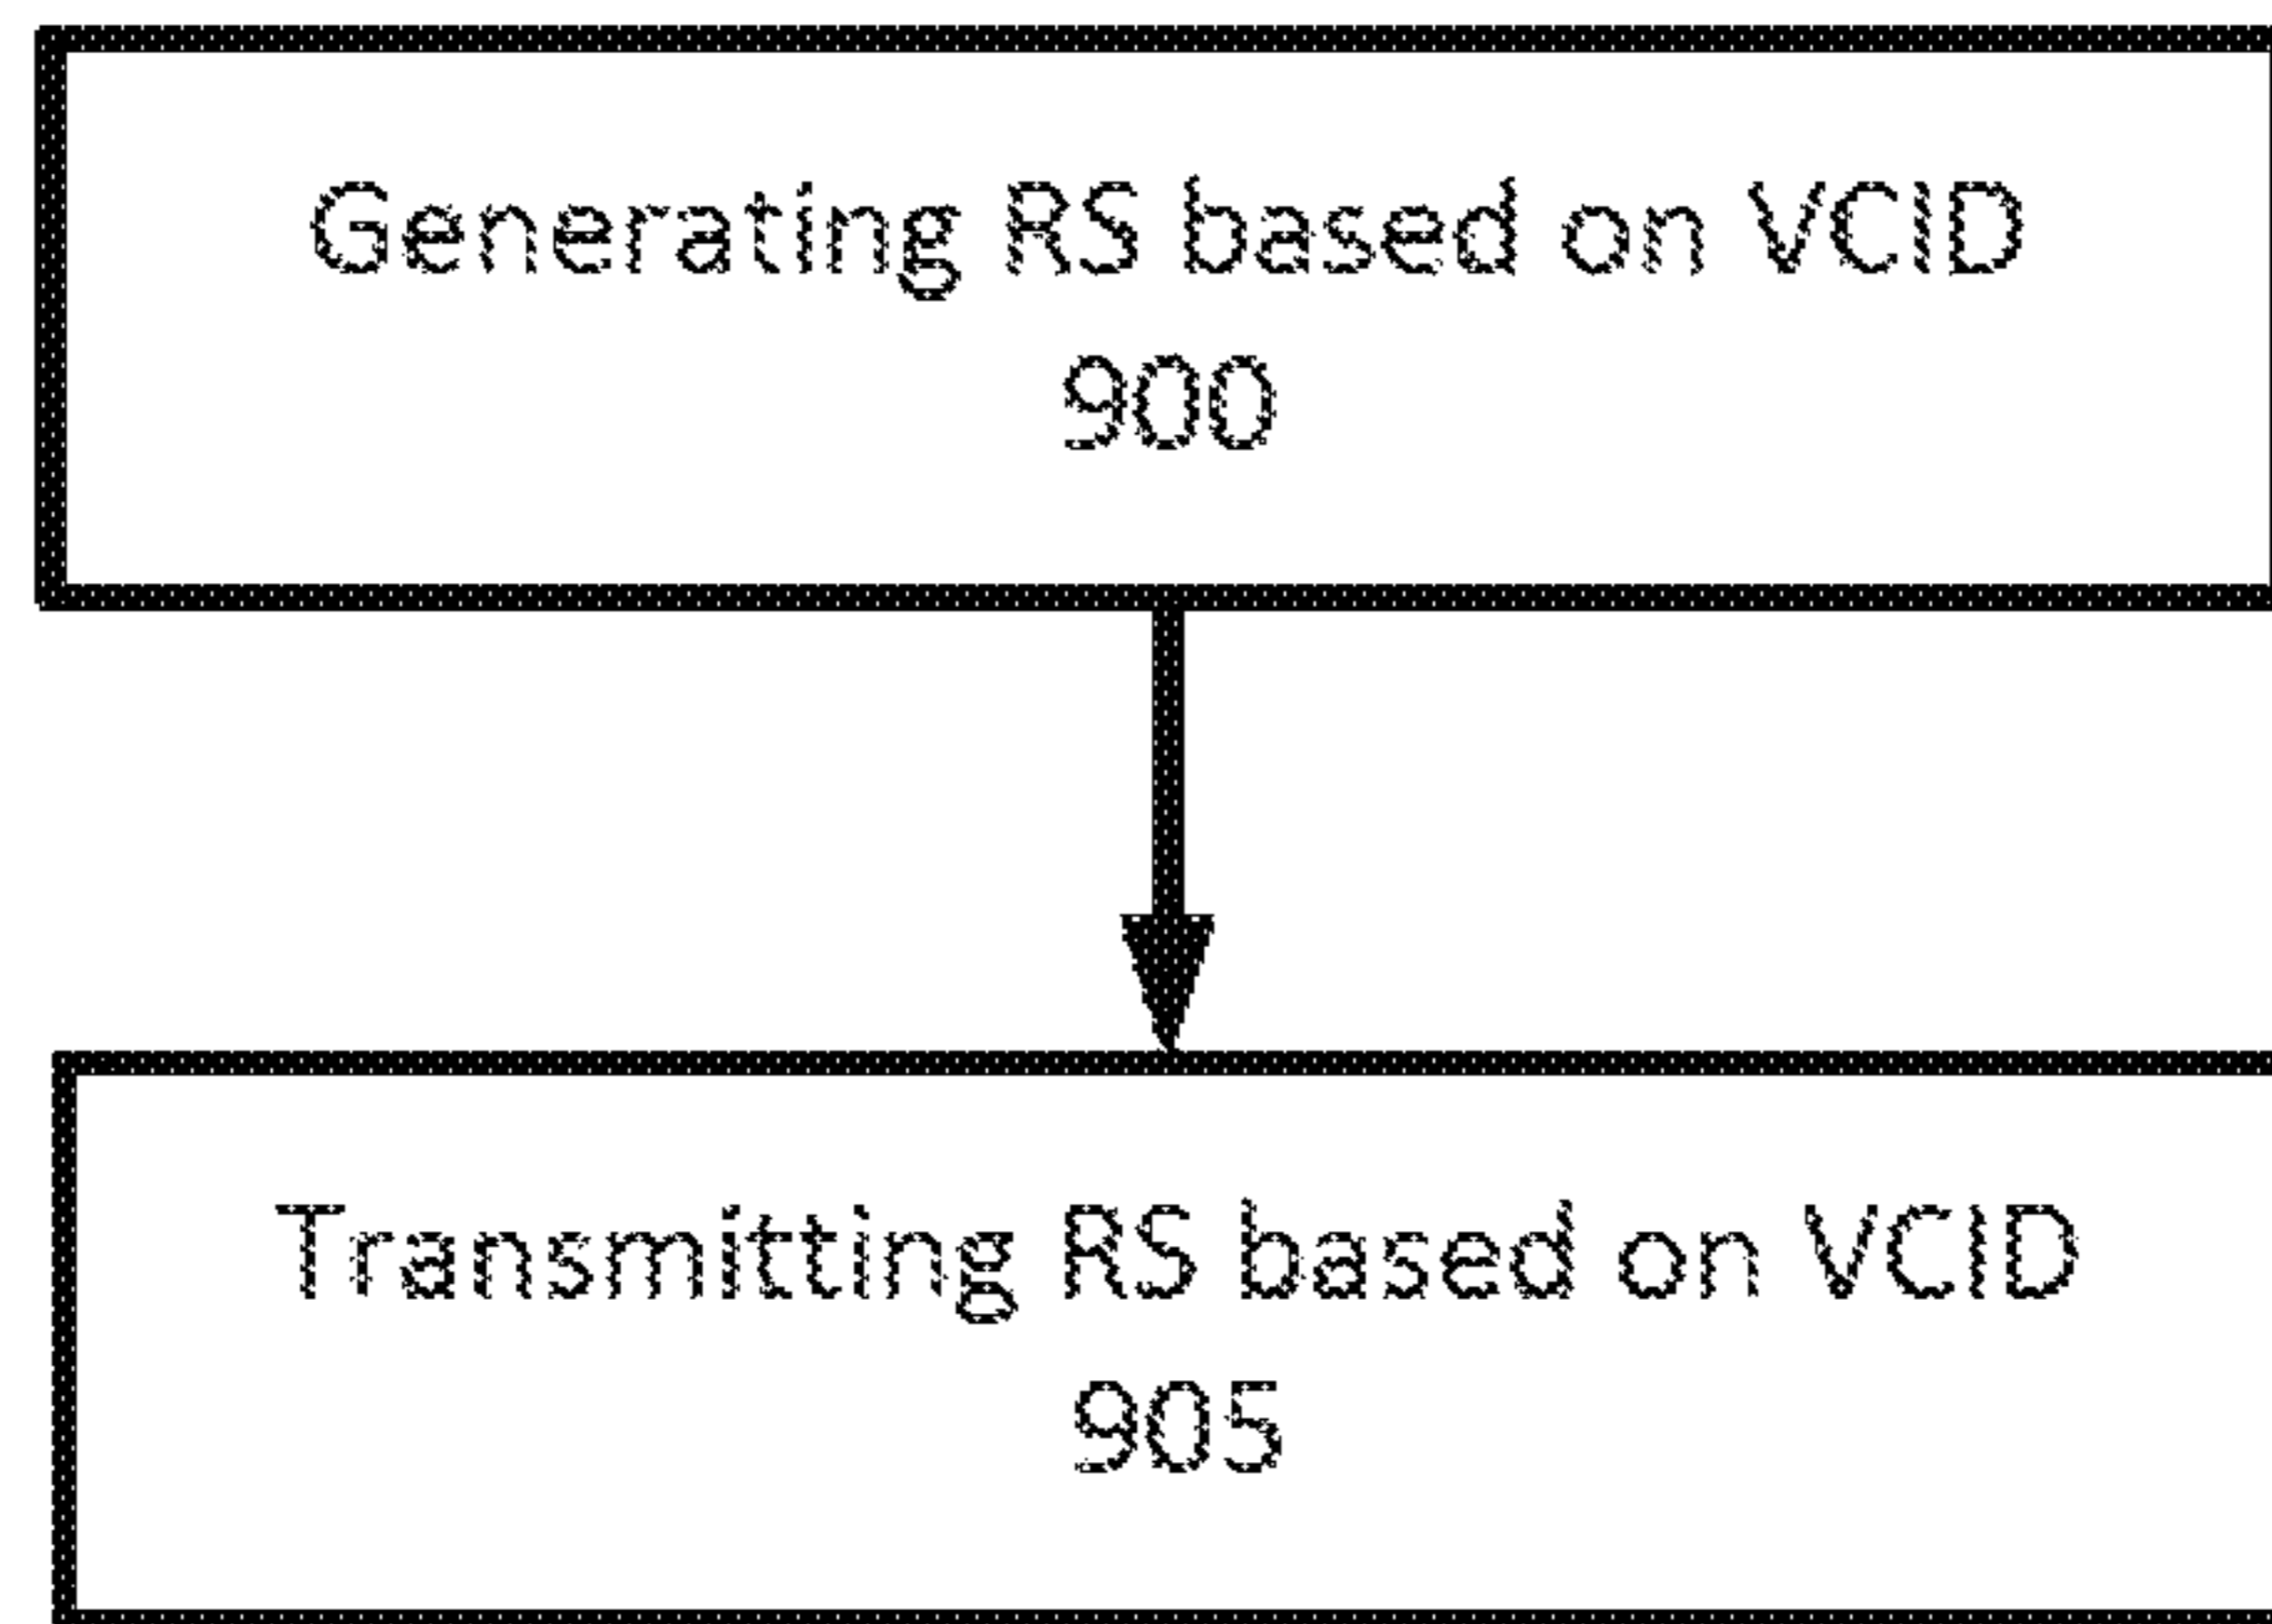 Generating RS based on VCID
900
Transmitting RS based on VCID
905